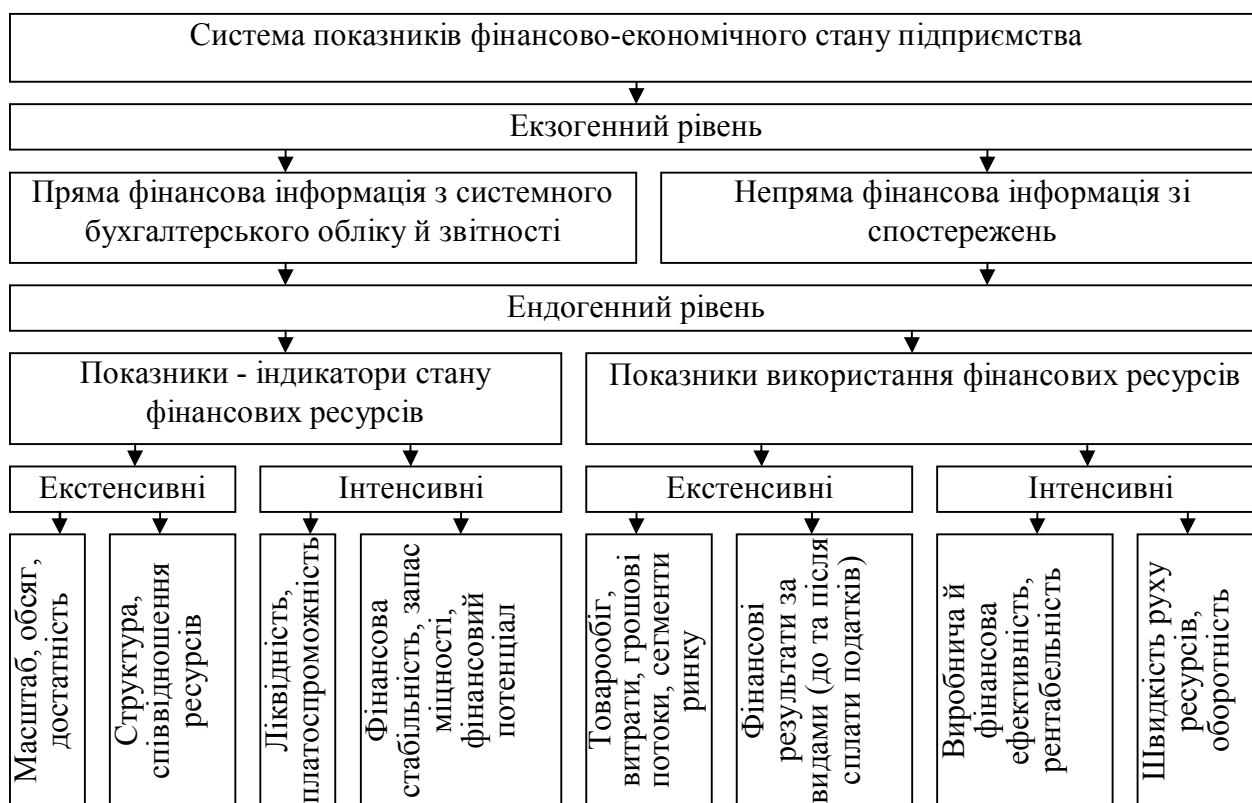 Система показників фінансово-економічного стану підприємства
Екзогенний рівень
Пряма фінансова інформація з системного
бухгалтерського обліку й звітності
Непряма фінансова інформація зі
спостережень
Ендогенний рівень
Показники - індикатори стану
фінансових ресурсів
Показники використання фінансових ресурсів
Екстенсивні
Інтенсивні
Екстенсивні
Інтенсивні
Масштаб, обсяг,
достатність
Структура,
співвідношення
ресурсів
Ліквідність,
платоспроможність
Фінансова
стабільність, запас
міцності,
фінансовий
потенціал
Товарообіг,
витрати, грошові
потоки, сегменти
ринку
Фінансові
результати за
видами (до та після
сплати податків)
Виробнича й
фінансова
ефективність,
рентабельність
Швидкість руху
ресурсів,
оборотність